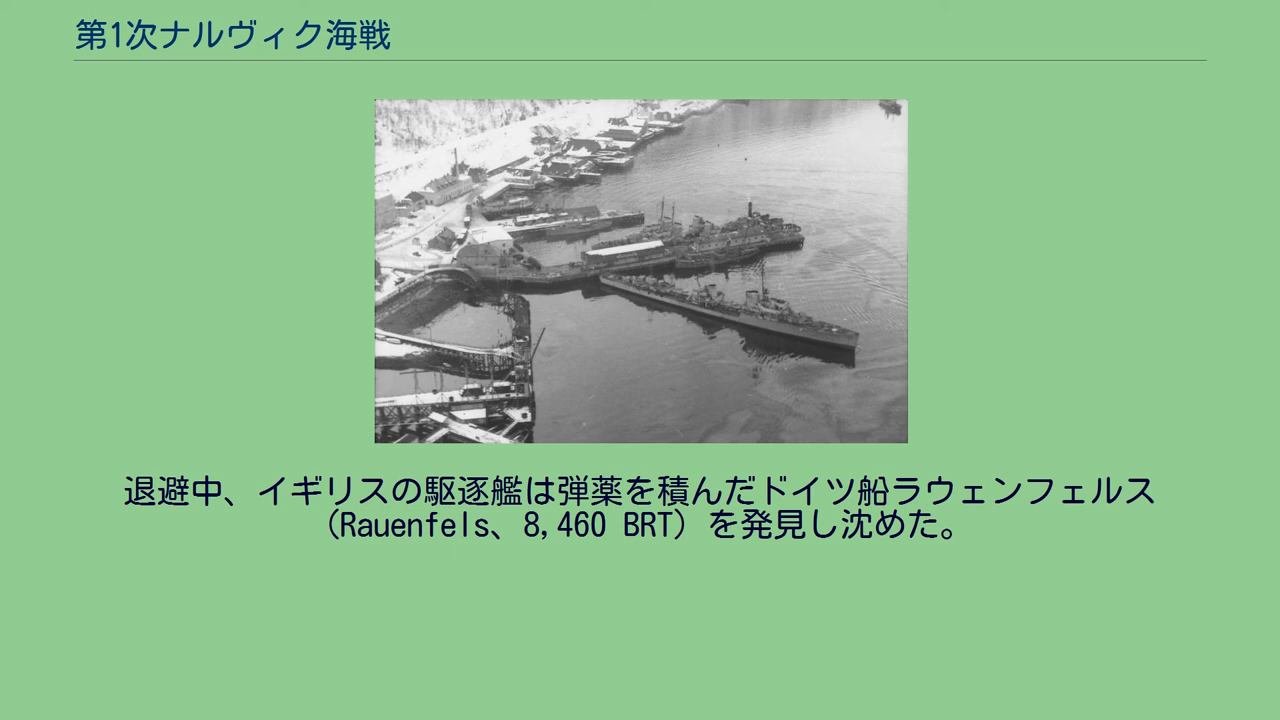 第1次ナルヴィク海戦
退避中、イギリスの駆逐艦は弾薬を積んだドイツ船ラウェンフェルス
（Rauenfels、8,460 BRT）を発見し沈めた。